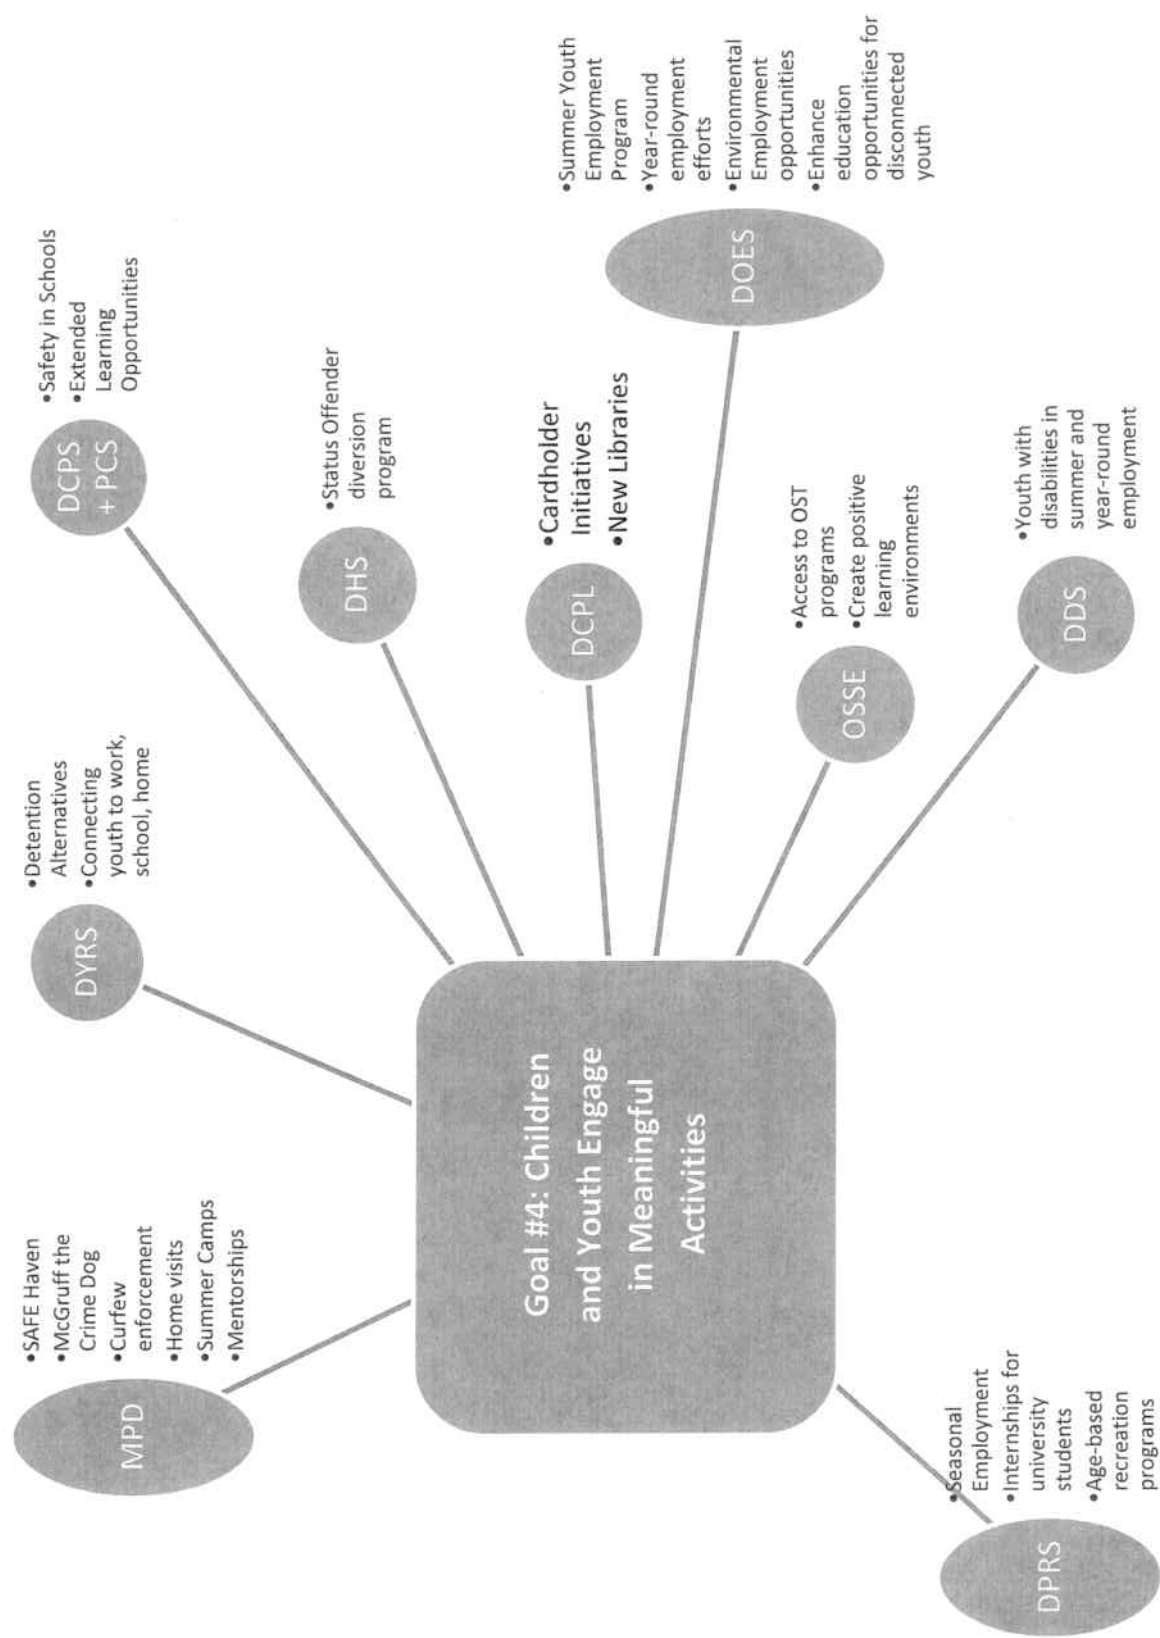 Goal #4: Children
and Youth Engage
in Meaningful
Activities
MPD
•SAFE Haven
•McGruff the
Crime Dog
•Curfew
enforcement
•Home visits
•Summer Camps
•Mentorships
DYRS
•Detention
Alternatives
•Connecting
youth to work,
school, home
DCPS
+ PCS
•Safety in Schools
•Extended
Learning
Opportunities
DHS
•Status Offender
diversion
program
DCPL
•Cardholder
Initiatives
•New Libraries
DOES
•Summer Youth
Employment
Program
•Year-round
employment
efforts
•Environmental
Employment
opportunities
•Enhance
education
opportunities for
disconnected
youth
OSSE
•Access to OST
programs
•Create positive
learning
environments
DDS
•Youth with
disabilities in
summer and
year-round
employment
DPRS
•Seasonal
Employment
•Internships for
university
students
•Age-based
recreation
programs